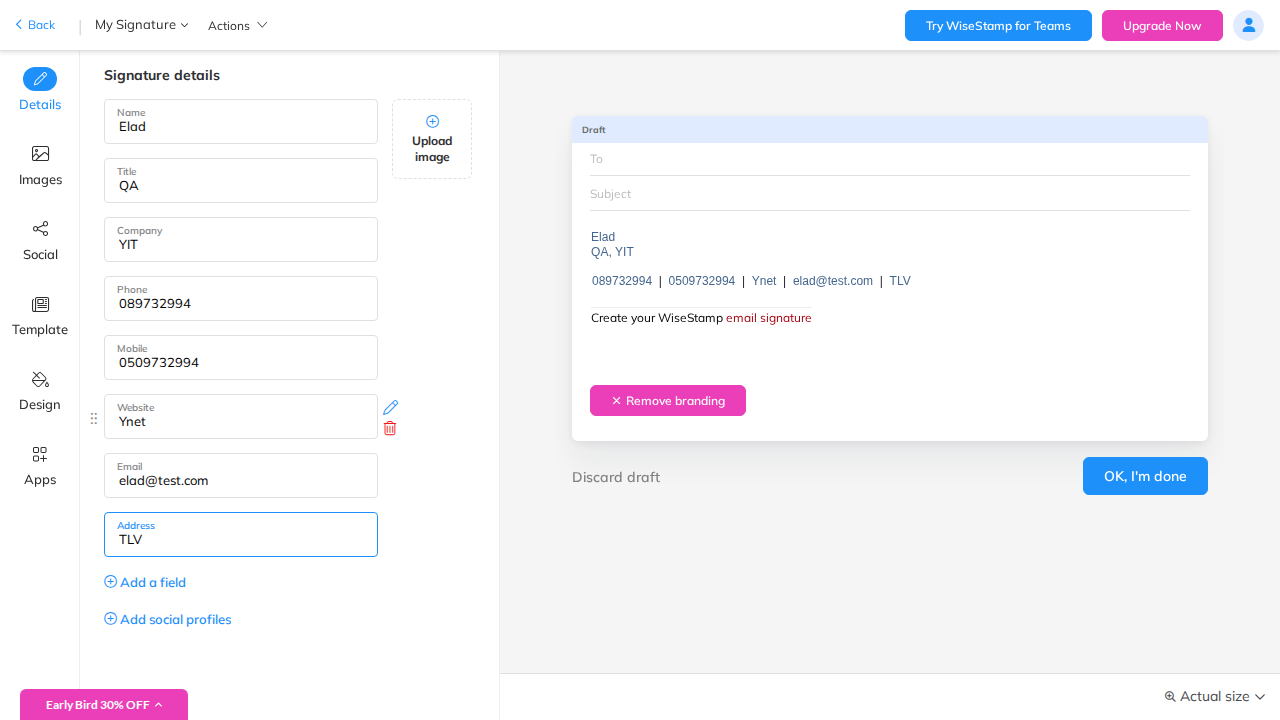 Back
My Signature
Actions
Try WiseStamp for Teams
Upgrade Now
Details
Images
Social
Template
Design
Apps
Signature details
Name
Elad
Upload image
Title
QA
Company
YIT
Phone
089732994
Mobile
0509732994
Website
Ynet
Email
elad@test.com
Address
TLV
Add a field
Add social profiles
Early Bird 30% OFF
Draft
To
Subject
Elad
QA, YIT
089732994 | 0509732994 | Ynet | elad@test.com | TLV
Create your WiseStamp email signature
Remove branding
Discard draft
OK, I'm done
Actual size